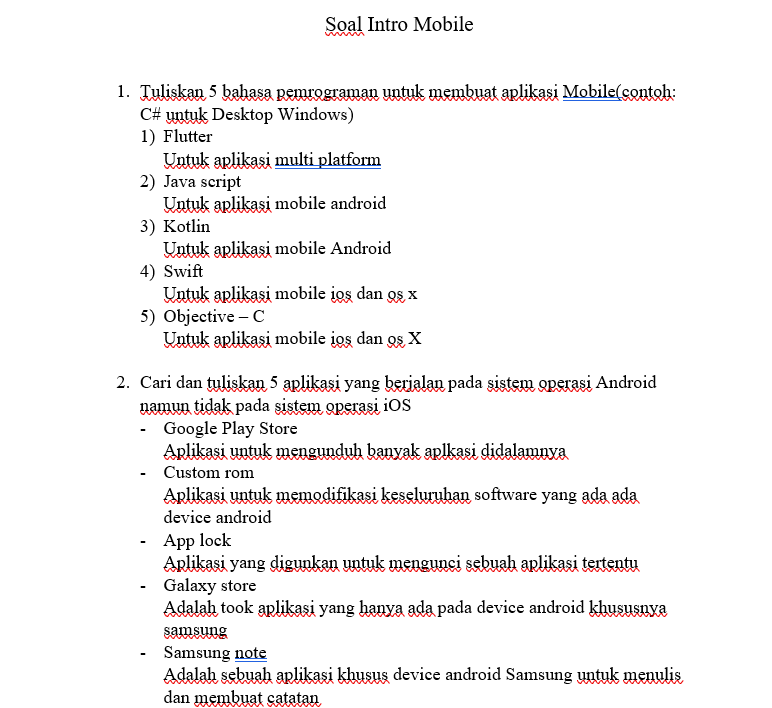 Soal Intro Mobile
1. Tuliskan 5 bahasa pemrograman untuk membuat aplikasi Mobile(contoh:
C# untuk Desktop Windows)
1) Flutter
Untuk aplikasi multi platform
2) Java script
Untuk aplikasi mobile android
3) Kotlin
Untuk aplikasi mobile Android
4) Swift
Untuk aplikasi mobile ios dan os x
5) Objective – C
Untuk aplikasi mobile ios dan os X
2. Cari dan tuliskan 5 aplikasi yang berjalan pada sistem operasi Android
namun tidak pada sistem operasi iOS
- Google Play Store
Aplikasi untuk mengunduh banyak aplkasi didalamnya
- Custom rom
Aplikasi untuk memodifikasi keseluruhan software yang ada ada
device android
- App lock
Aplikasi yang digunkan untuk mengunci sebuah aplikasi tertentu
- Galaxy store
Adalah took aplikasi yang hanya ada pada device android khususnya
samsung
- Samsung note
Adalah sebuah aplikasi khusus device android Samsung untuk menulis
dan membuat catatan